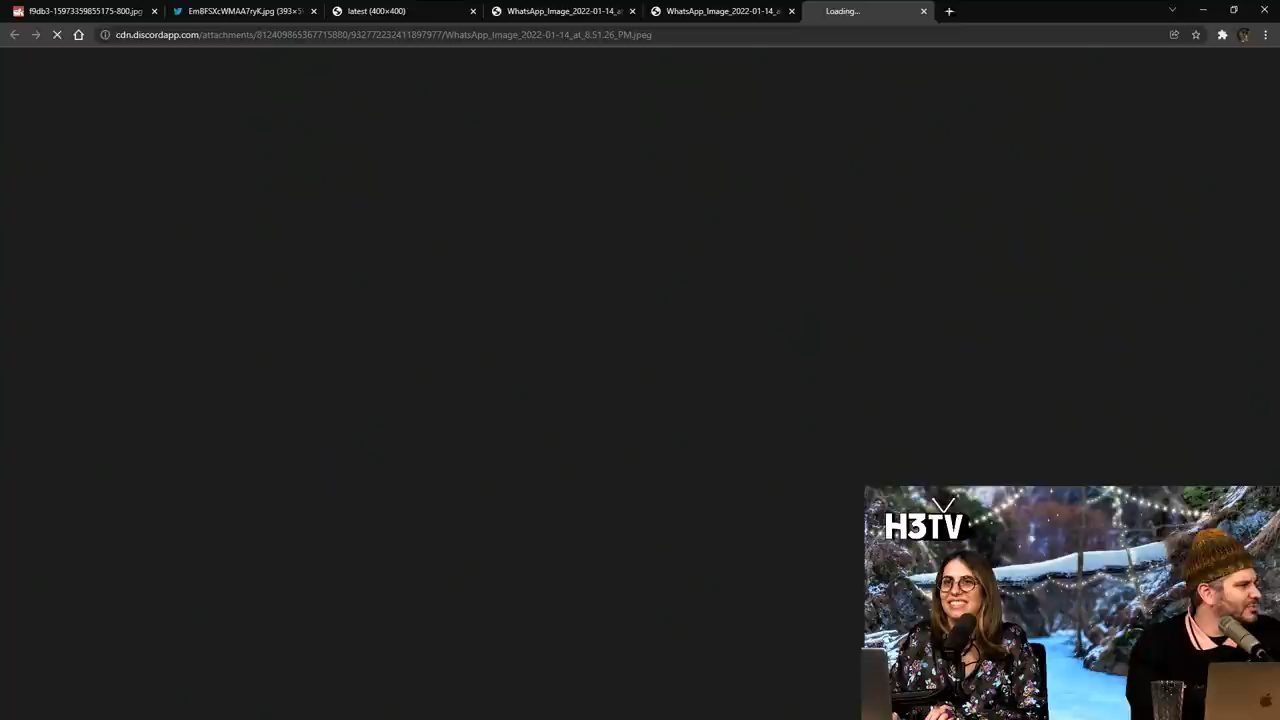 f9db3-15973359855175-800.jpg
EmBFSXcWMAA7ryK.jpg (393×5
latest (400×400)
WhatsApp_Image_2022-01-14_a
WhatsApp_Image_2022-01-14_a
Loading...
cdn.discordapp.com/attachments/812409865367715880/932772232411897977/WhatsApp_Image_2022-01-14_at_8.51.26_PM.jpeg
H3TV